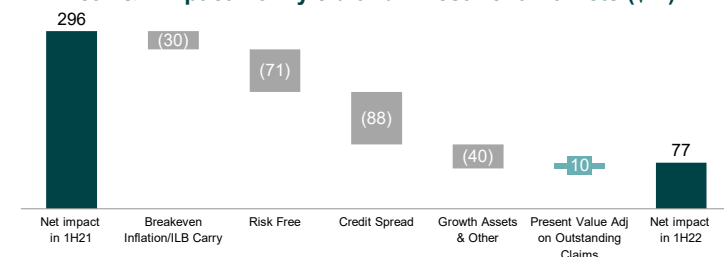 296
(30)
(71)
(88)
(40)
10
77
Net impact
in 1H21
Breakeven
Inflation/ILB Carry
Risk Free
Credit Spread
Growth Assets
& Other
Present Value Adj
on Outstanding
Claims
Net impact
in 1H22